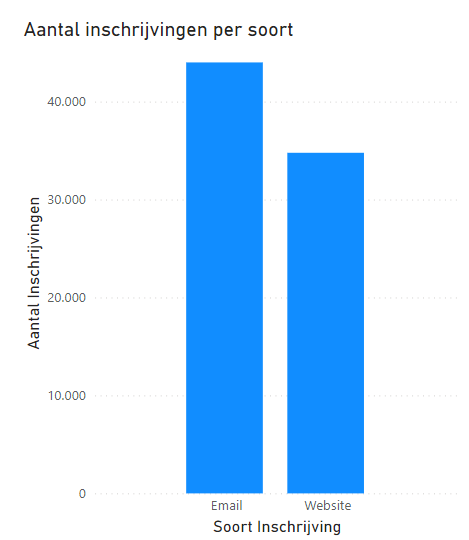 Aantal inschrijvingen per soort
Aantal Inschrijvingen
40.000
30.000
20.000
10.000
0
Email
Website
Soort Inschrijving